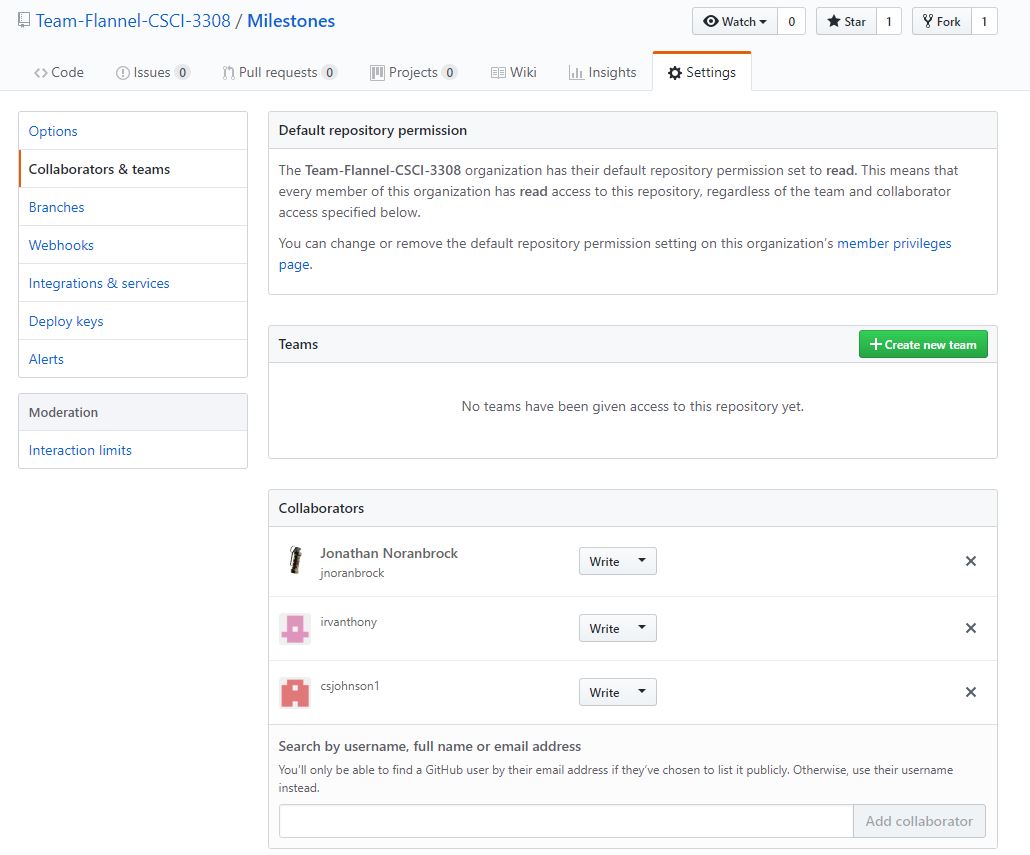 Team-Flannel-CSCI-3308 / Milestones
Watch 0 Star 1 Fork 1
Code Issues 0 Pull requests 0 Projects 0 Wiki Insights Settings
Options
Collaborators & teams
Branches
Webhooks
Integrations & services
Deploy keys
Alerts
Moderation
Interaction limits
Default repository permission
The Team-Flannel-CSCI-3308 organization has their default repository permission set to read. This means that
every member of this organization has read access to this repository, regardless of the team and collaborator
access specified below.
You can change or remove the default repository permission setting on this organization's member privileges
page.
Teams
Create new team
No teams have been given access to this repository yet.
Collaborators
Jonathan Noranbrock
jnoranbrock
Write
irvanthony
Write
csjohnson1
Write
Search by username, full name or email address
You'll only be able to find a GitHub user by their email address if they've chosen to list it publicly. Otherwise, use their username
instead.
Add collaborator